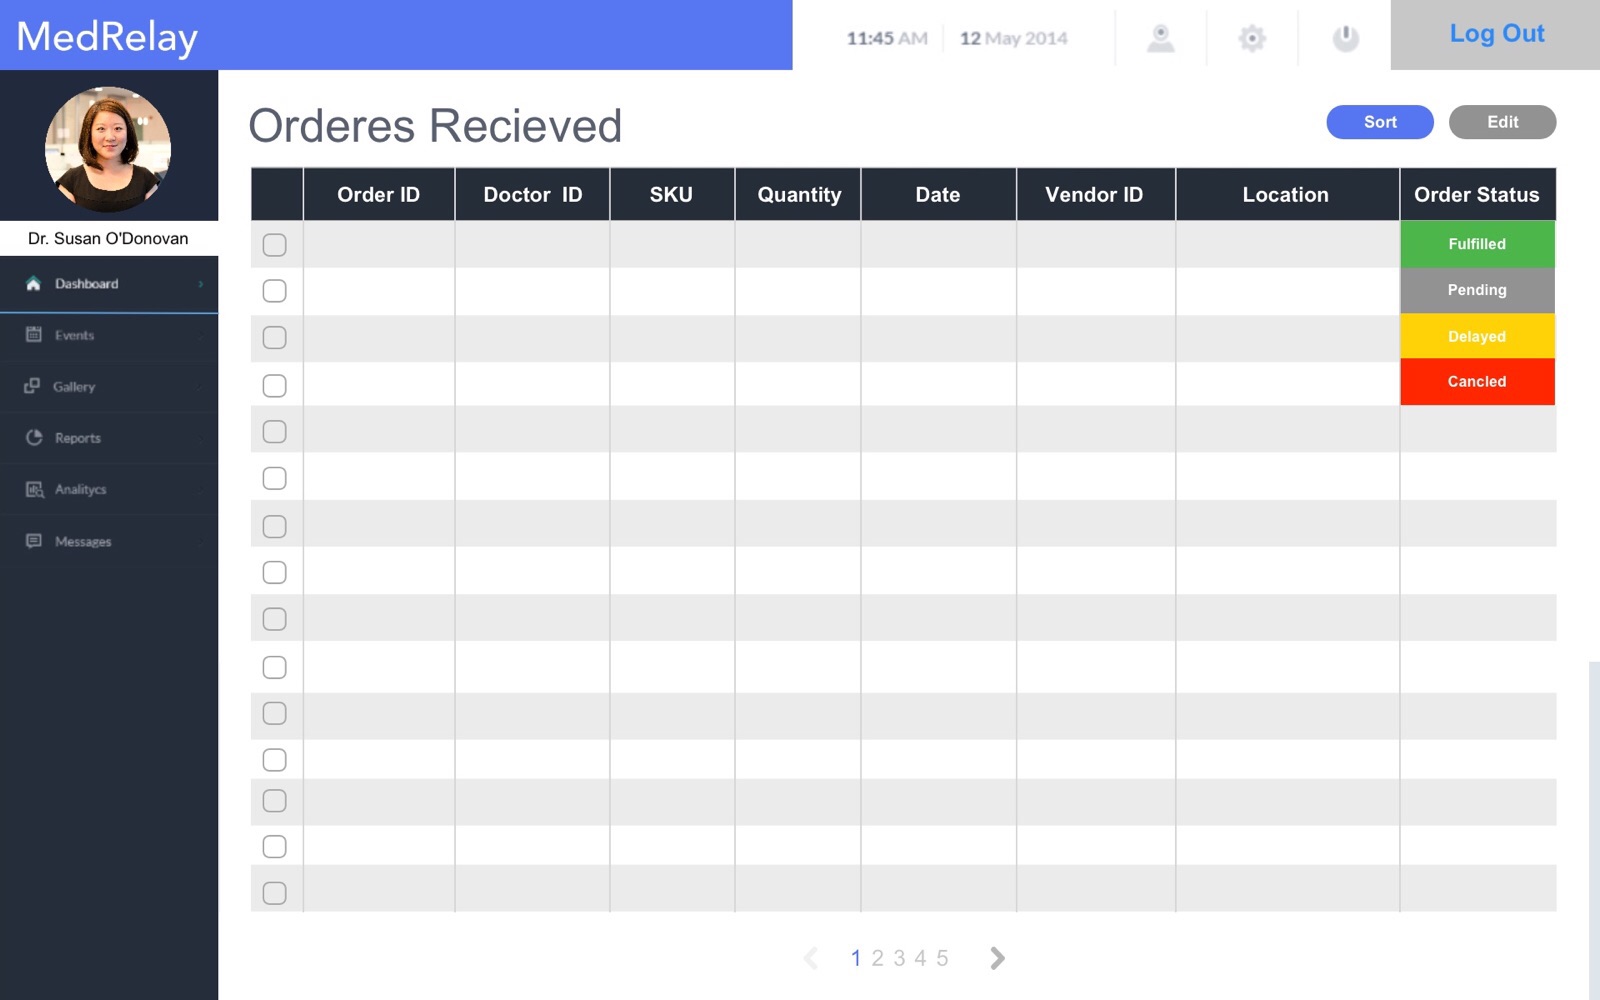 MedRelay
11:45 AM 12 May 2014
Log Out
Dr. Susan O'Donovan
Dashboard
Events
Gallery
Reports
Analitycs
Messages
Orderes Recieved
Sort Edit
Order ID Doctor ID SKU Quantity Date Vendor ID Location Order Status
Fulfilled
Pending
Delayed
Cancled
1 2 3 4 5